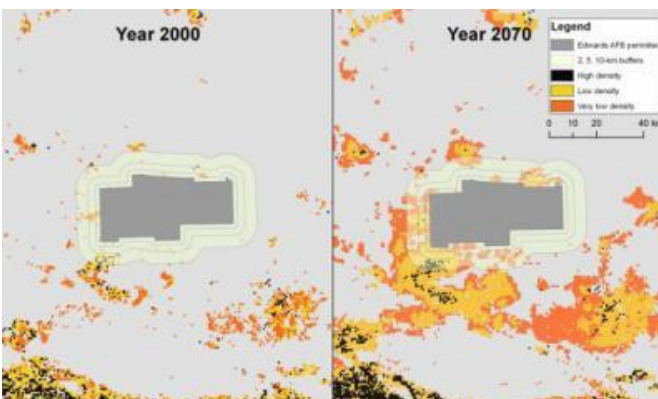 Year 2000
Year 2070
Legend
Edwards AFB perimeter
2, 5, 10-km buffers
High density
Low density
Very low density
0 10 20 40 km